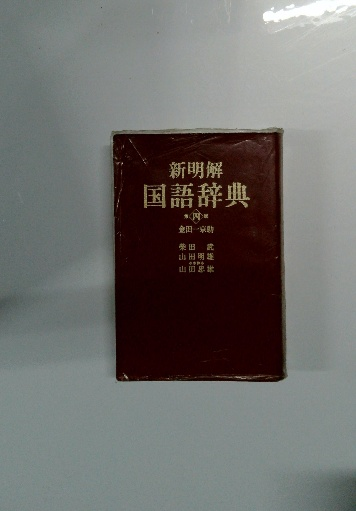 新明解
国語辞典
第四版
金田一京助
柴田 武
山田明雄
山田忠雄